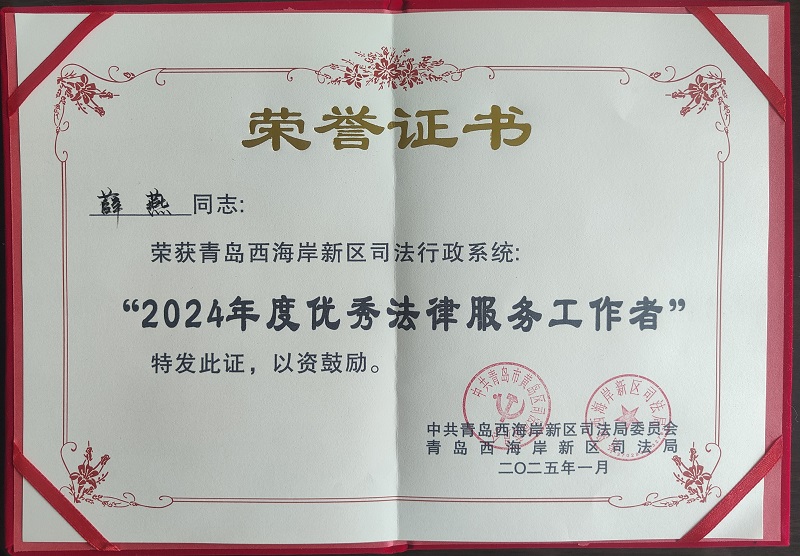 荣誉证书
薛燕同志:
荣获青岛西海岸新区司法行政系统:
“2024年度优秀法律服务工作者”
特发此证，以资鼓励。
中共青岛西海岸新区司法局委员会
青岛西海岸新区司法局
二〇二五年一月